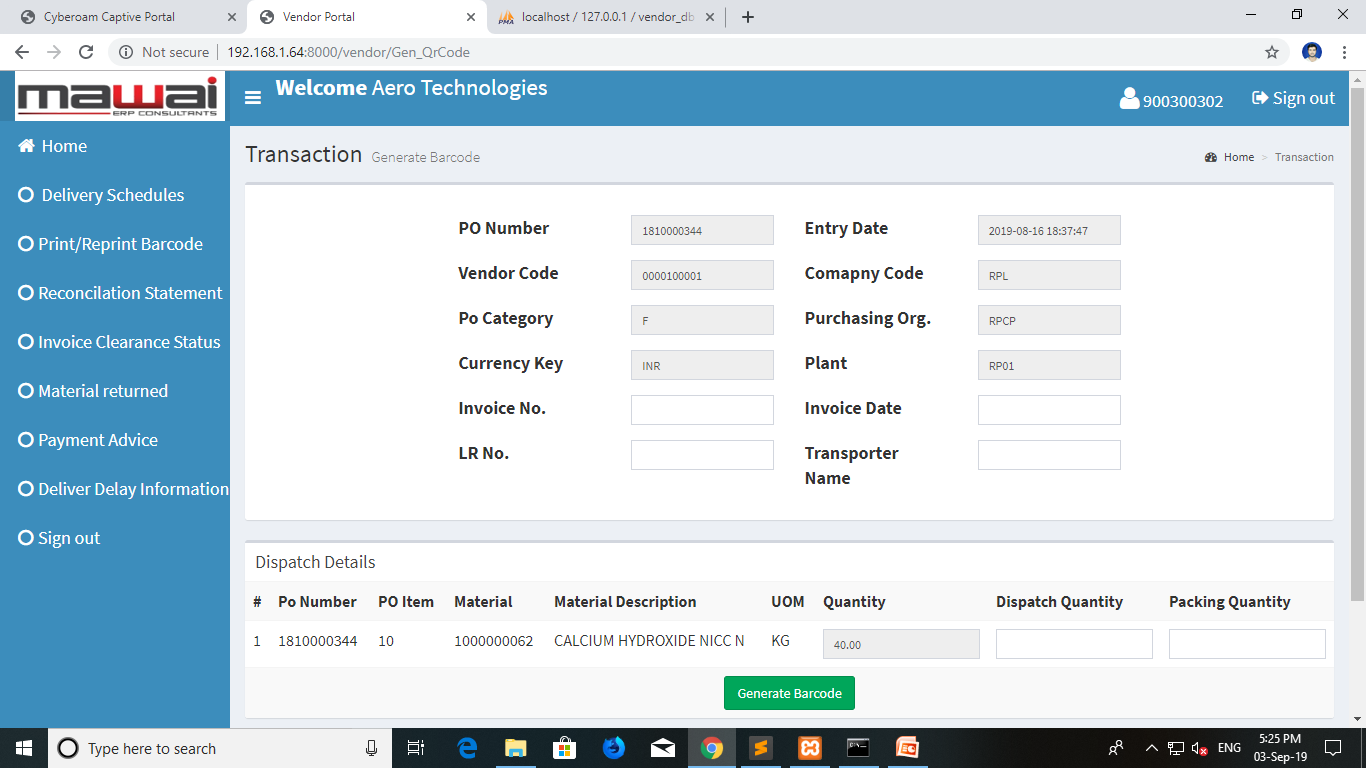 Cyberoam Captive Portal
Vendor Portal
PMA
localhost / 127.0.0.1 / vendor_db
Not secure
192.168.1.64:8000/vendor/Gen_QrCode
mawai
ERP CONSULTANTS
Welcome Aero Technologies
900300302
Sign out
Home
Delivery Schedules
Print/Reprint Barcode
Reconcilation Statement
Invoice Clearance Status
Material returned
Payment Advice
Deliver Delay Information
Sign out
Transaction Generate Barcode
Home > Transaction
PO Number 1810000344 Entry Date 2019-08-16 18:37:47
Vendor Code 0000100001 Comapny Code RPL
Po Category F Purchasing Org. RPCP
Currency Key INR Plant RP01
Invoice No. Invoice Date
LR No. Transporter
Name
Dispatch Details
# Po Number PO Item Material Material Description UOM Quantity Dispatch Quantity Packing Quantity
1 1810000344 10 1000000062 CALCIUM HYDROXIDE NICC N KG 40.00
Generate Barcode
Type here to search
ENG
5:25 PM
03-Sep-19